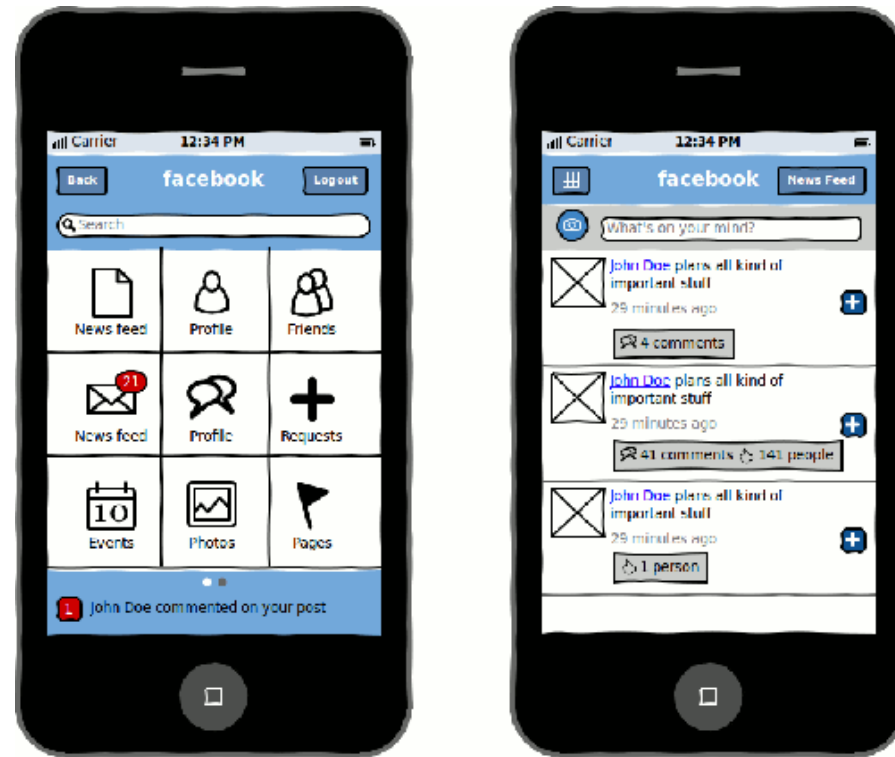 Carrier 12:34 PM
Back facebook Logout
Search
News feed Profile Friends
21
News feed Profile Requests
10
Events Photos Pages
1 John Doe commented on your post
Carrier 12:34 PM
facebook News Feed
What's on your mind?
John Doe plans all kind of
important stuff
29 minutes ago
4 comments
John Doe plans all kind of
important stuff
29 minutes ago
41 comments 141 people
John Doe plans all kind of
important stuff
29 minutes ago
1 person